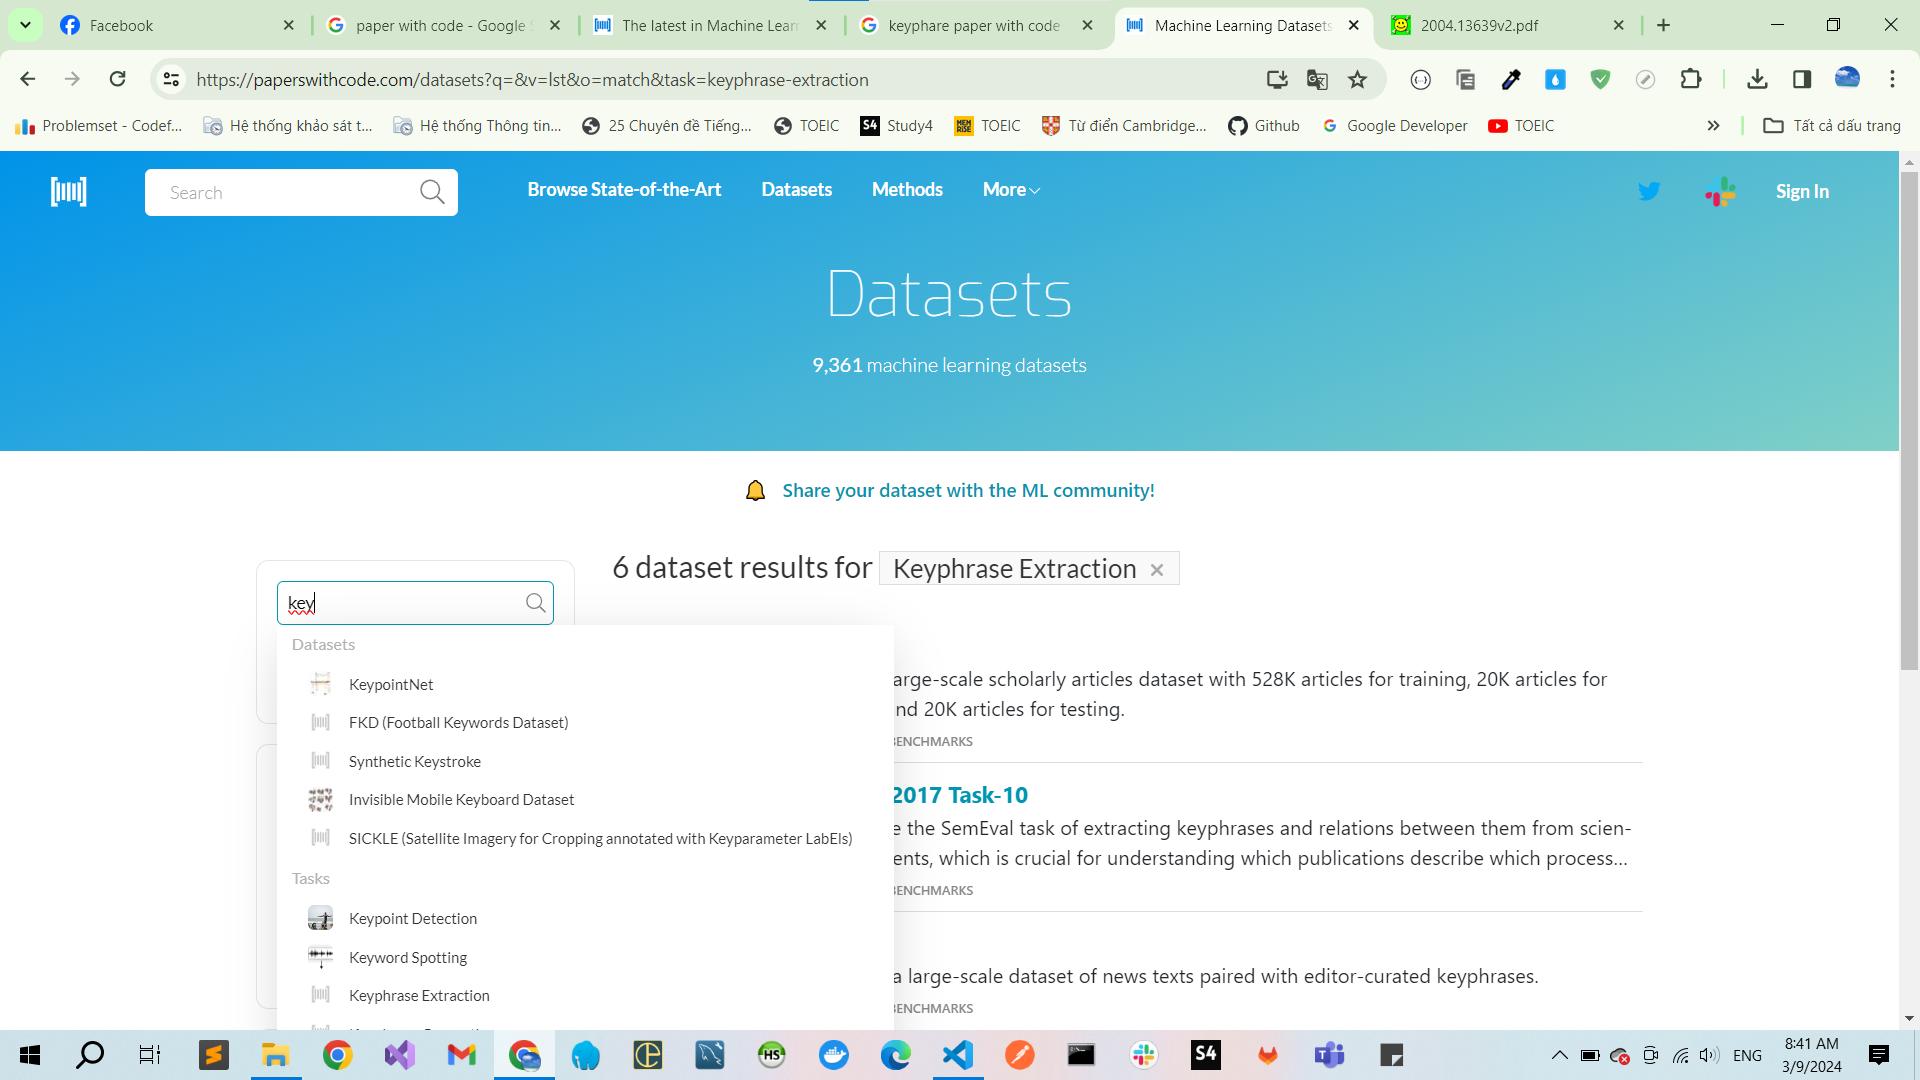 Facebook
paper with code - Google
The latest in Machine Learn
keyphare paper with code
Machine Learning Datasets
2004.13639v2.pdf
https://paperswithcode.com/datasets?q=&v=lst&o=match&task=keyphrase-extraction
Problemset - Codef...
Hệ thống khảo sát t...
Hệ thống Thông tin...
25 Chuyên đề Tiếng...
TOEIC
S4 Study4
MEM RISE TOEIC
Từ điển Cambridge...
Github
Google Developer
TOEIC
Tất cả dấu trang
Search
Browse State-of-the-Art
Datasets
Methods
More
Sign In
Datasets
9,361 machine learning datasets
Share your dataset with the ML community!
6 dataset results for Keyphrase Extraction ×
key
Datasets
KeypointNet
FKD (Football Keywords Dataset)
Synthetic Keystroke
Invisible Mobile Keyboard Dataset
SICKLE (Satellite Imagery for Cropping annotated with Keyparameter LabEls)
Tasks
Keypoint Detection
Keyword Spotting
Keyphrase Extraction
arge-scale scholarly articles dataset with 528K articles for training, 20K articles for
nd 20K articles for testing.
BENCHMARKS
2017 Task-10
e the SemEval task of extracting keyphrases and relations between them from scien-
ents, which is crucial for understanding which publications describe which process...
BENCHMARKS
a large-scale dataset of news texts paired with editor-curated keyphrases.
BENCHMARKS
HS
S4
ENG
8:41 AM
3/9/2024